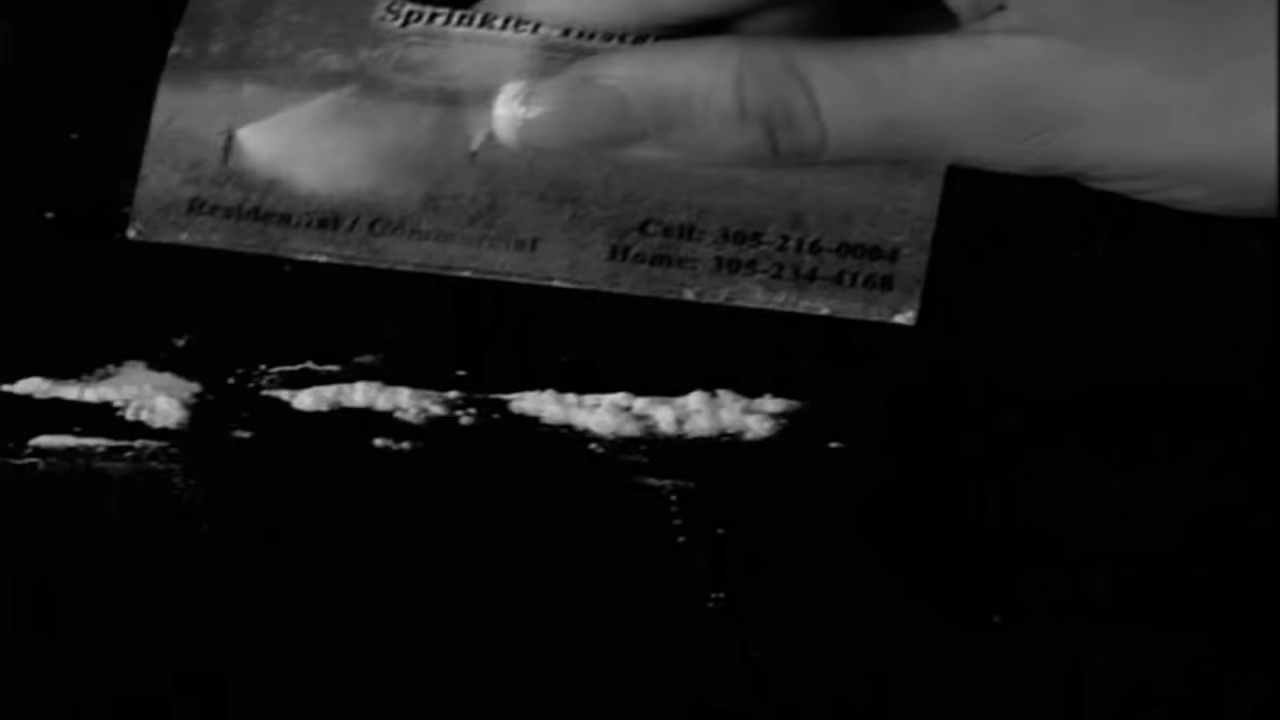 Sprinkler
Residential / Commercial
Cell: 305-216-0004
Home: 305-234-4168